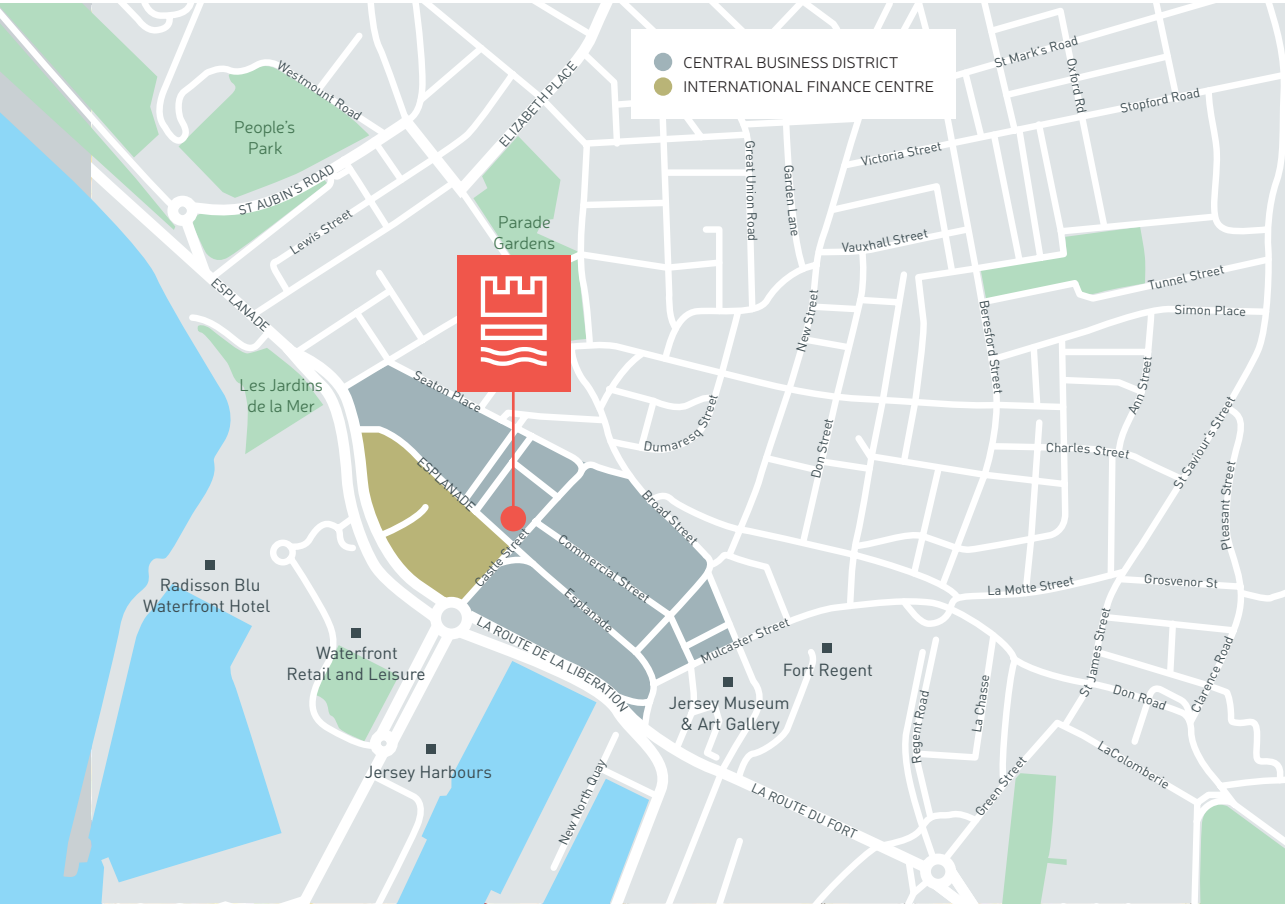 CENTRAL BUSINESS DISTRICT
INTERNATIONAL FINANCE CENTRE
St Mark's Road
Oxford Rd
Stopford Road
Westmount Road
ELIZABETH PLACE
People's
Park
ST AUBIN'S ROAD
Lewis Street
Great Union Road
Garden Lane
Victoria Street
Parade
Gardens
Vauxhall Street
Tunnel Street
Simon Place
ESPLANADE
New Street
Beresford Street
Les Jardins
de la Mer
Seaton Place
Ann Street
Dumaresq Street
Don Street
Charles Street
St Saviour's Street
Pleasant Street
ESPLANADE
Broad Street
Castle Street
Commercial Street
Esplanade
Radisson Blu
Waterfront Hotel
La Motte Street
Grosvenor St
LA ROUTE DE LA LIBERATION
Mulcaster Street
Waterfront
Retail and Leisure
Fort Regent
St James Street
Clarence Road
Jersey Museum
& Art Gallery
Regent Road
La Chasse
Don Road
Jersey Harbours
New North Quay
LA ROUTE DU FORT
Green Street
LaColomberie